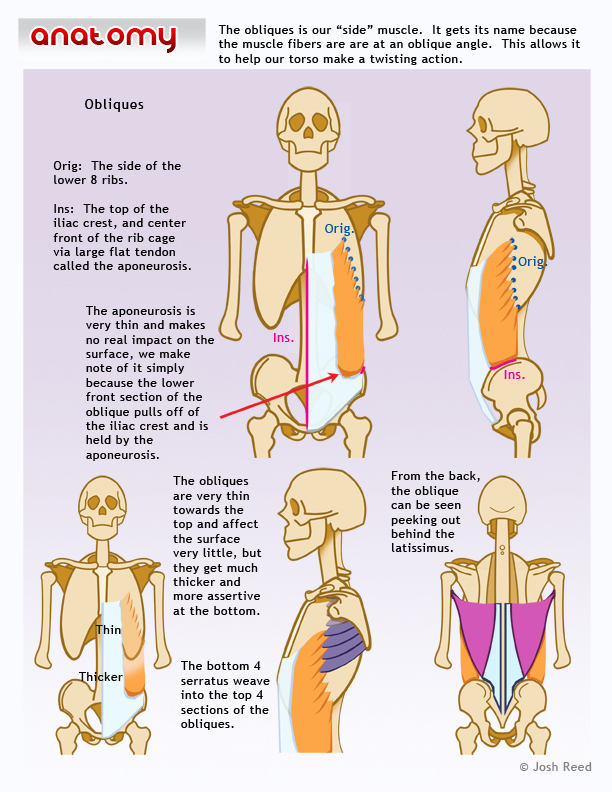 anatomy
The obliques is our “side” muscle.  It gets its name because
the muscle fibers are are at an oblique angle.  This allows it
to help our torso make a twisting action.
Obliques
Orig:  The side of the
lower 8 ribs.
Ins:  The top of the
iliac crest, and center
front of the rib cage
via large flat tendon
called the aponeurosis.
The aponeurosis is
very thin and makes
no real impact on the
surface, we make
note of it simply
because the lower
front section of the
oblique pulls off of
the iliac crest and is
held by the
aponeurosis.
Orig.
Ins.
Orig.
Ins.
The obliques
are very thin
towards the
top and affect
the surface
very little, but
they get much
thicker and
more assertive
at the bottom.
The bottom 4
serratus weave
into the top 4
sections of the
obliques.
Thin
Thicker
From the back,
the oblique
can be seen
peeking out
behind the
latissimus.
© Josh Reed